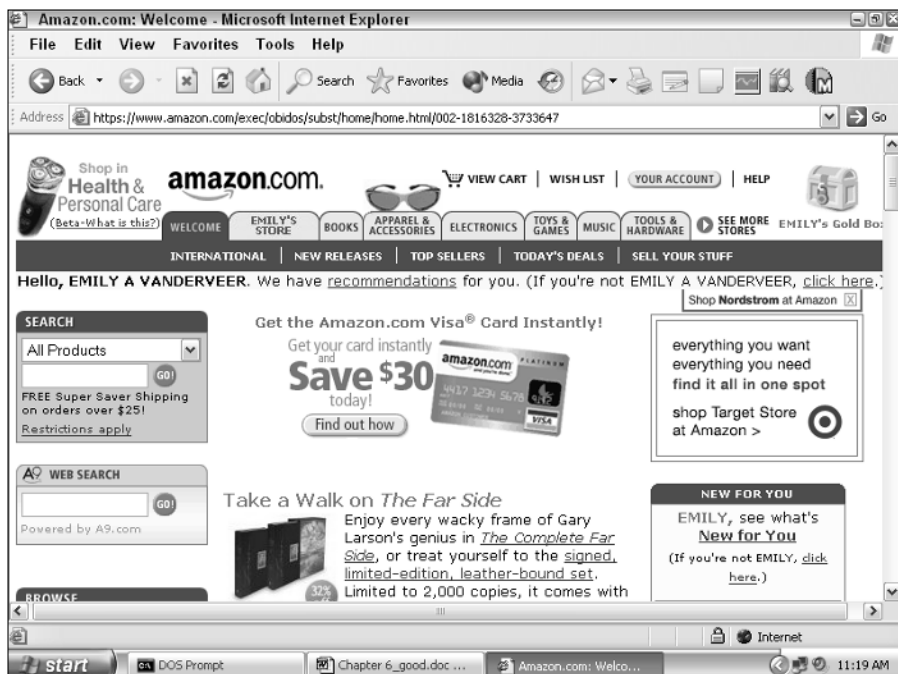 Amazon.com: Welcome - Microsoft Internet Explorer
File Edit View Favorites Tools Help
Back Search Favorites Media
Address https://www.amazon.com/exec/obidos/subst/home/home.html/002-1816328-3733647 Go
Shop in
Health &
Personal Care
(Beta-What is this?)
amazon.com.
VIEW CART | WISH LIST | YOUR ACCOUNT | HELP
WELCOME
EMILY'S
STORE
BOOKS
APPAREL &
ACCESSORIES
ELECTRONICS
TOYS &
GAMES
MUSIC
TOOLS &
HARDWARE
SEE MORE
STORES
EMILY's Gold Bo
INTERNATIONAL | NEW RELEASES | TOP SELLERS | TODAY'S DEALS | SELL YOUR STUFF
Hello, EMILY A VANDERVEER. We have recommendations for you. (If you're not EMILY A VANDERVEER, click here.)
Shop Nordstrom at Amazon X
SEARCH
All Products
GO!
FREE Super Saver Shipping
on orders over $25!
Restrictions apply
A9 WEB SEARCH
GO!
Powered by A9.com
BROWSE
Get the Amazon.com Visa® Card Instantly!
Get your card instantly
and
Save $30
today!
Find out how
amazon.com PLATINUM
4417 1234 5678 9112
VISA
Take a Walk on The Far Side
Enjoy every wacky frame of Gary
Larson's genius in The Complete Far
Side, or treat yourself to the signed,
limited-edition, leather-bound set.
Limited to 2,000 copies, it comes with
32%
everything you want
everything you need
find it all in one spot
shop Target Store
at Amazon >
NEW FOR YOU
EMILY, see what's
New for You
(If you're not EMILY, click
here.)
Internet
start DOS Prompt Chapter 6_good.doc ... Amazon.com: Welco... 11:19 AM